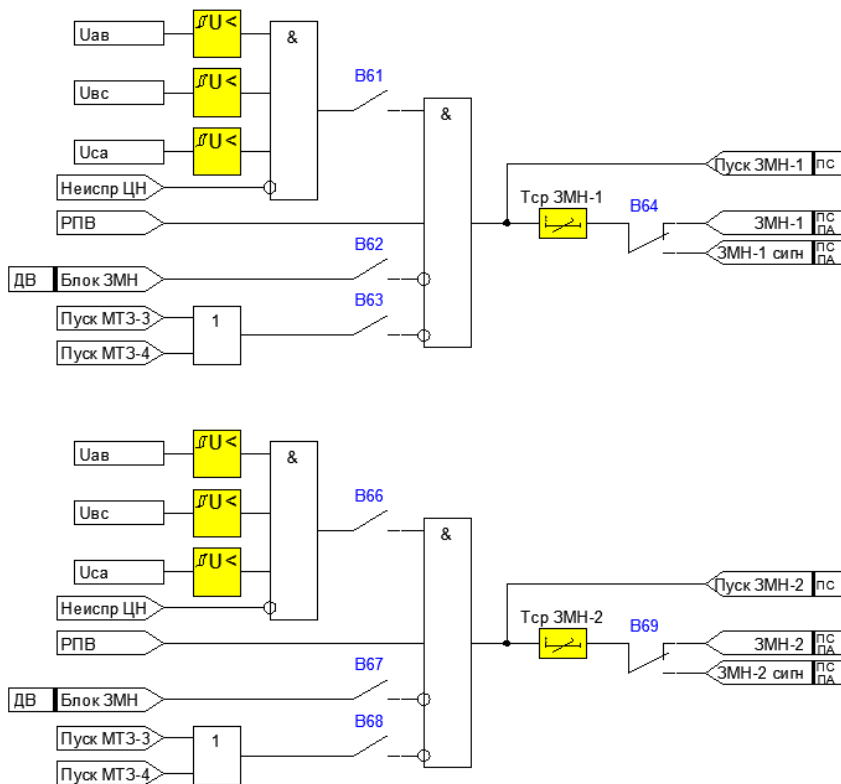 Uав
U <
&
B61
Uвс
U <
&
Uса
U <
Пуск ЗМН-1 ПС
Неиспр ЦН
Тср ЗМН-1
B64
РПВ
ЗМН-1 ПС ПА
B62
ЗМН-1 сигн ПС ПА
ДВ Блок ЗМН
B63
Пуск МТЗ-3
1
Пуск МТЗ-4
Uав
U <
&
B66
Uвс
U <
&
Uса
U <
Пуск ЗМН-2 ПС
Неиспр ЦН
Тср ЗМН-2
B69
РПВ
ЗМН-2 ПС ПА
B67
ЗМН-2 сигн ПС ПА
ДВ Блок ЗМН
B68
Пуск МТЗ-3
1
Пуск МТЗ-4